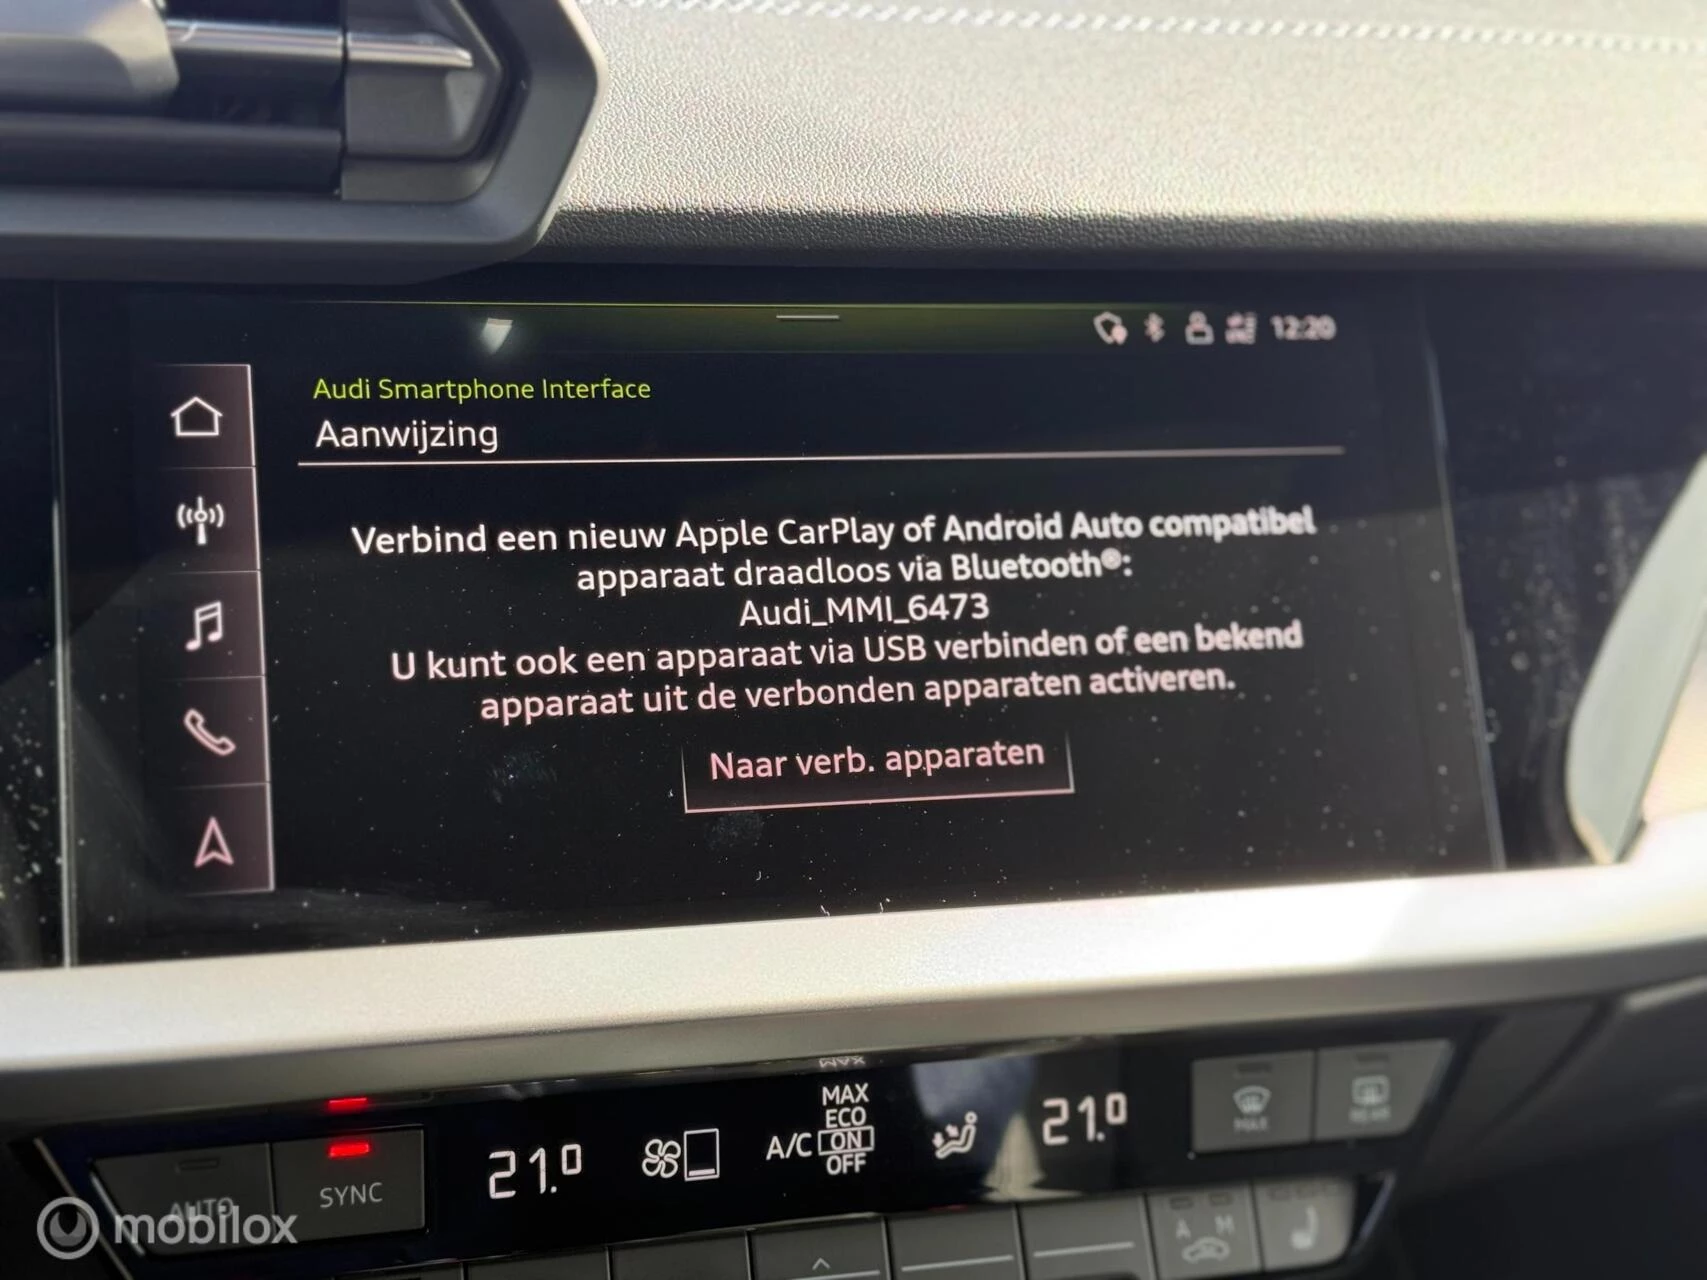 12:20
Audi Smartphone Interface
Aanwijzing
Verbind een nieuw Apple CarPlay of Android Auto compatibel
apparaat draadloos via Bluetooth®:
Audi_MMI_6473
U kunt ook een apparaat via USB verbinden of een bekend
apparaat uit de verbonden apparaten activeren.
Naar verb. apparaten
MAX
ECO
A/C ON
OFF
21.0
21.0
MAX
REAR
AUTO
SYNC
A M
mobilox